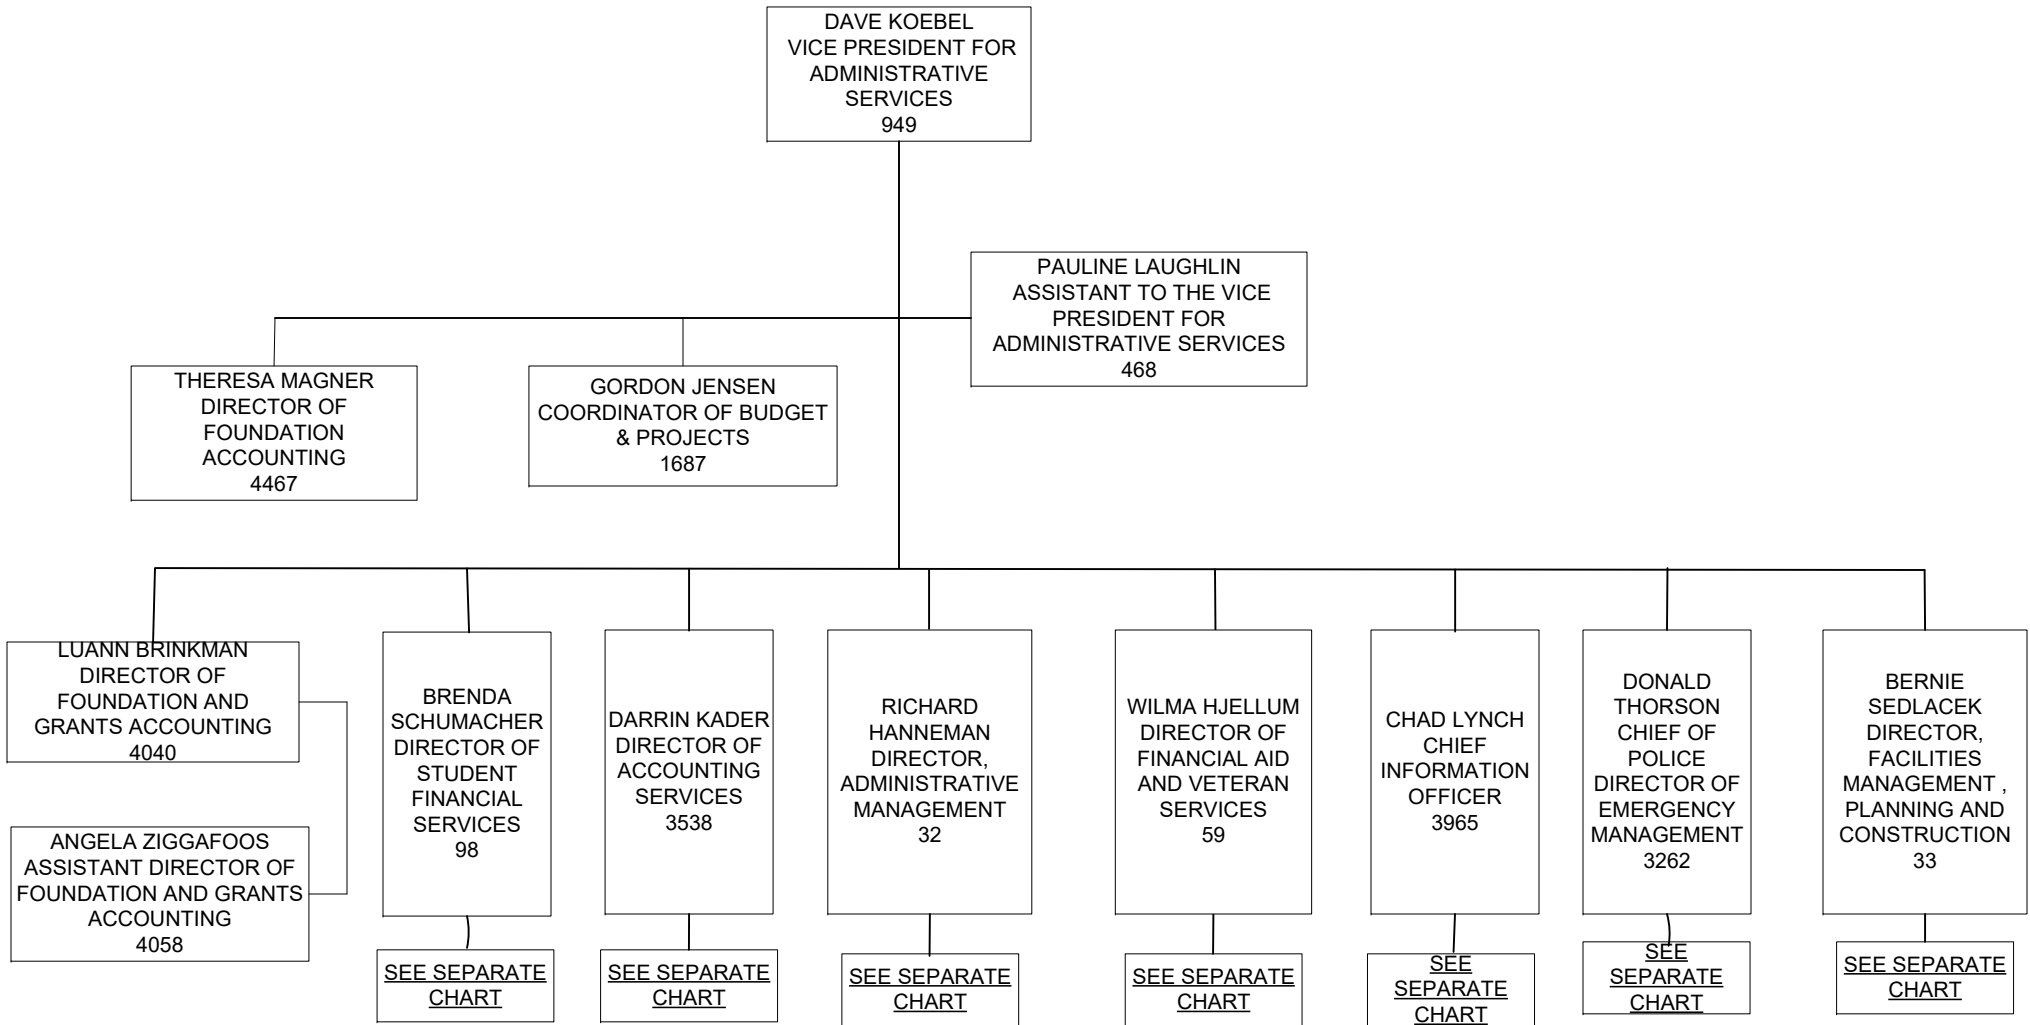 DAVE KOEBEL
VICE PRESIDENT FOR
ADMINISTRATIVE
SERVICES
949
PAULINE LAUGHLIN
ASSISTANT TO THE VICE
PRESIDENT FOR
ADMINISTRATIVE SERVICES
468
THERESA MAGNER
DIRECTOR OF
FOUNDATION
ACCOUNTING
4467
GORDON JENSEN
COORDINATOR OF BUDGET
& PROJECTS
1687
LUANN BRINKMAN
DIRECTOR OF
FOUNDATION AND
GRANTS ACCOUNTING
4040
ANGELA ZIGGAFOOS
ASSISTANT DIRECTOR OF
FOUNDATION AND GRANTS
ACCOUNTING
4058
BRENDA
SCHUMACHER
DIRECTOR OF
STUDENT
FINANCIAL
SERVICES
98
SEE SEPARATE
CHART
DARRIN KADER
DIRECTOR OF
ACCOUNTING
SERVICES
3538
SEE SEPARATE
CHART
RICHARD
HANNEMAN
DIRECTOR,
ADMINISTRATIVE
MANAGEMENT
32
SEE SEPARATE
CHART
WILMA HJELLUM
DIRECTOR OF
FINANCIAL AID
AND VETERAN
SERVICES
59
SEE SEPARATE
CHART
CHAD LYNCH
CHIEF
INFORMATION
OFFICER
3965
SEE
SEPARATE
CHART
DONALD
THORSON
CHIEF OF
POLICE
DIRECTOR OF
EMERGENCY
MANAGEMENT
3262
SEE
SEPARATE
CHART
BERNIE
SEDLACEK
DIRECTOR,
FACILITIES
MANAGEMENT ,
PLANNING AND
CONSTRUCTION
33
SEE SEPARATE
CHART